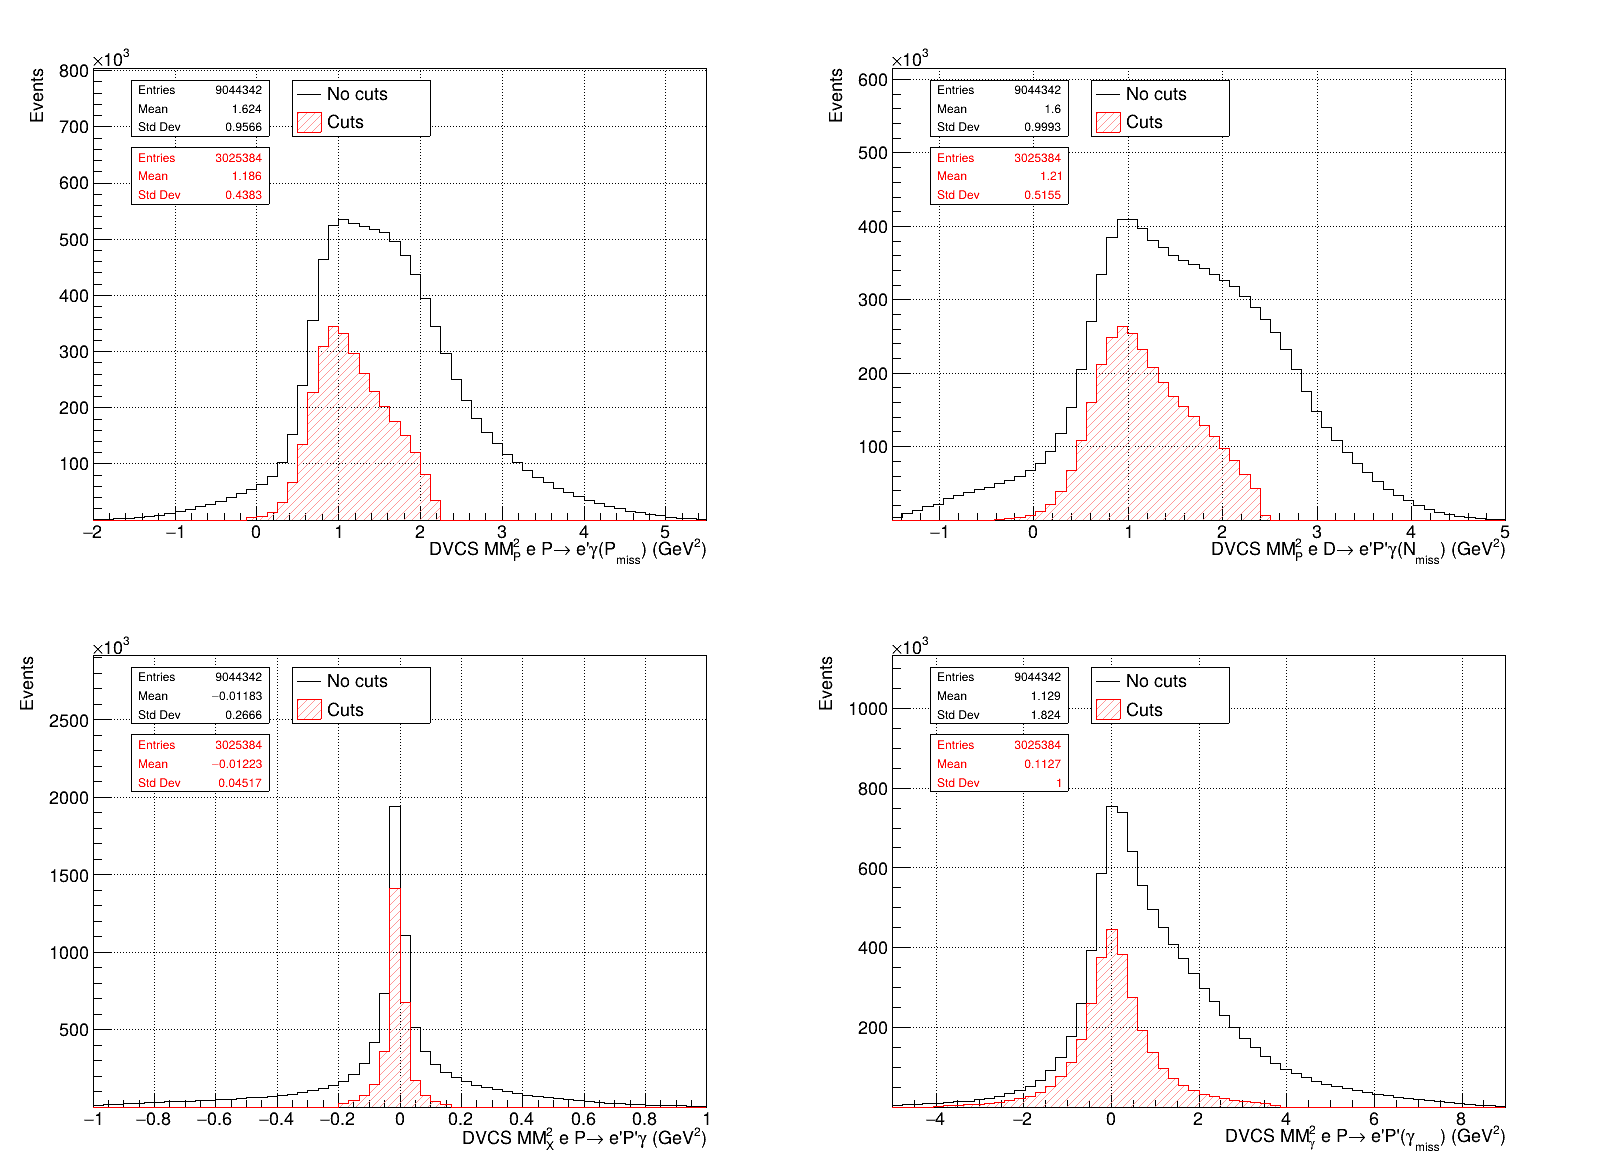 ×10³
Events
800
700
600
500
400
300
200
100
Entries 9044342
Mean 1.624
Std Dev 0.9566
Entries 3025384
Mean 1.186
Std Dev 0.4383
No cuts
Cuts
−2 −1 0 1 2 3 4 5
DVCS MM²_P e P→ e'γ(P_miss) (GeV²)
×10³
Events
600
500
400
300
200
100
Entries 9044342
Mean 1.6
Std Dev 0.9993
Entries 3025384
Mean 1.21
Std Dev 0.5155
No cuts
Cuts
−1 0 1 2 3 4 5
DVCS MM²_P e D→ e'P'γ(N_miss) (GeV²)
×10³
Events
2500
2000
1500
1000
500
Entries 9044342
Mean −0.01183
Std Dev 0.2666
Entries 3025384
Mean −0.01223
Std Dev 0.04517
No cuts
Cuts
−1 −0.8 −0.6 −0.4 −0.2 0 0.2 0.4 0.6 0.8 1
DVCS MM²_X e P→ e'P'γ (GeV²)
×10³
Events
1000
800
600
400
200
Entries 9044342
Mean 1.129
Std Dev 1.824
Entries 3025384
Mean 0.1127
Std Dev 1
No cuts
Cuts
−4 −2 0 2 4 6 8
DVCS MM²_γ e P→ e'P'(γ_miss) (GeV²)